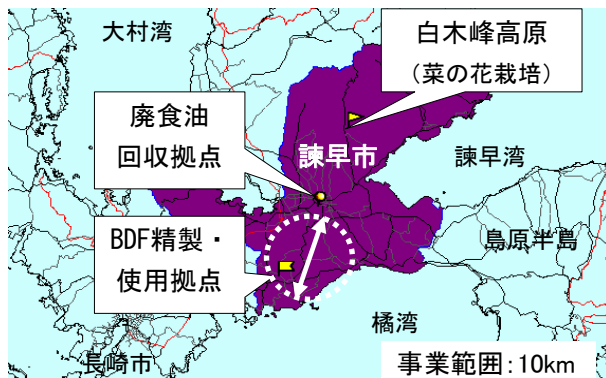 大村湾
白木峰高原
（菜の花栽培）
廃食油
回収拠点
諫早市
諫早湾
BDF精製・
使用拠点
島原半島
橘湾
長崎市
事業範囲：10km